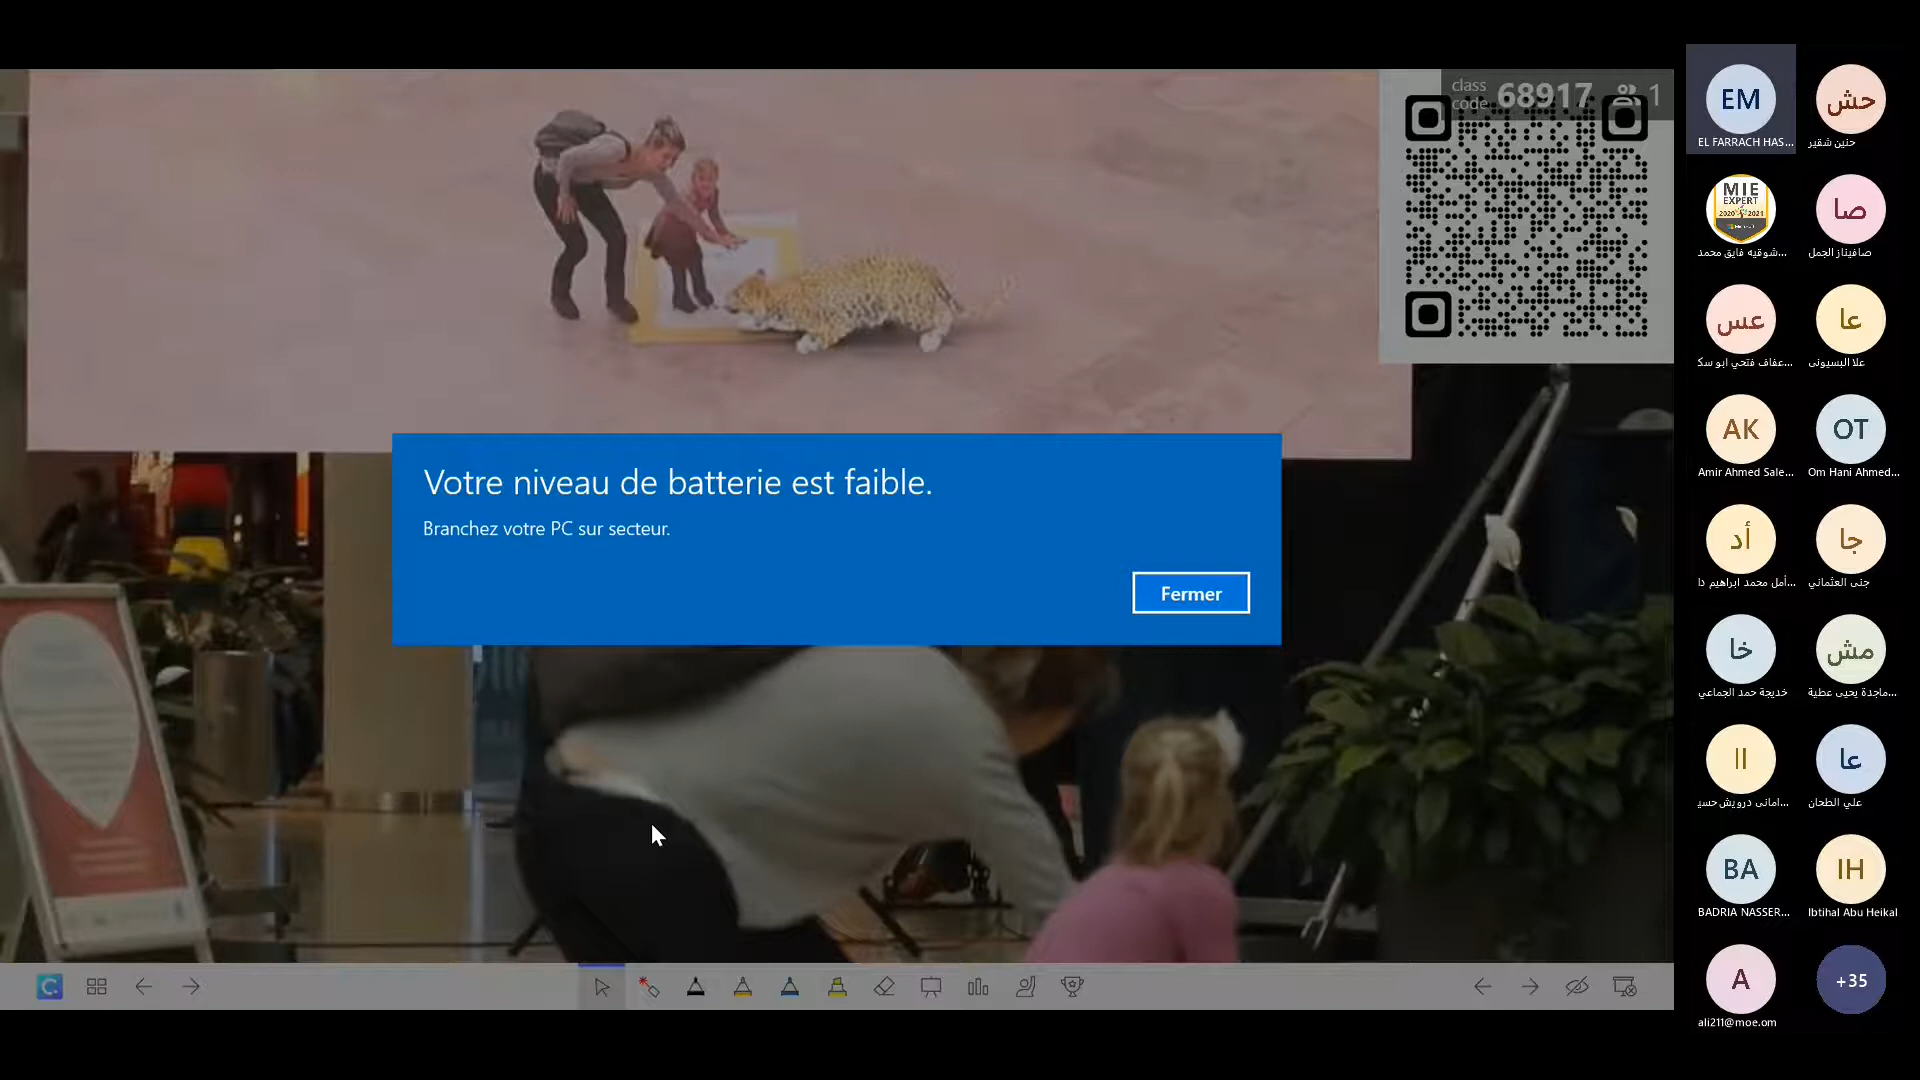 class
code 68917 1
Votre niveau de batterie est faible.
Branchez votre PC sur secteur.
Fermer
EM
EL FARRACH HAS...
حش
حنين شقير
MIE
EXPERT
2020 2021
شوقيه فايق محمد...
صا
صافيناز الجمل
عس
عفاف فتحي ابو سك...
عا
علا البسيونى
AK
Amir Ahmed Sale...
OT
Om Hani Ahmed...
أد
أمل محمد ابراهيم دا...
جا
جنى العثماني
خا
خديجة حمد الجماعي
مش
ماجدة يحيى عطية...
اا
امانى درويش حسي...
عا
علي الطحان
BA
BADRIA NASSER...
IH
Ibtihal Abu Heikal
A
ali211@moe.om
+35